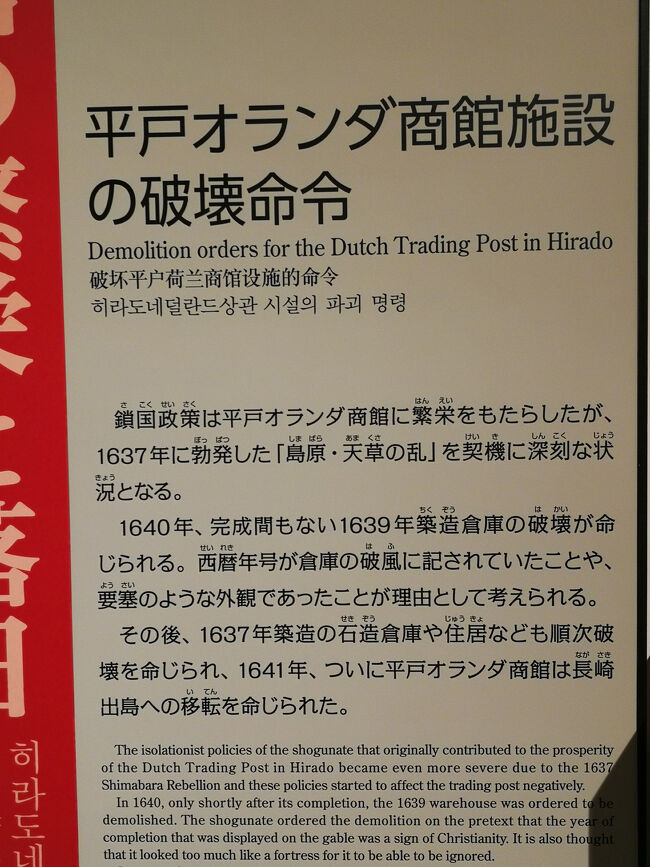 平戸オランダ商館施設
の破壊命令
Demolition orders for the Dutch Trading Post in Hirado
破坏平户荷兰商馆设施的命令
히라도네덜란드상관 시설의 파괴 명령
鎖国政策は平戸オランダ商館に繁栄をもたらしたが、
1637年に勃発した「島原・天草の乱」を契機に深刻な状
況となる。
1640年、完成間もない1639年築造倉庫の破壊が命
じられる。西暦年号が倉庫の破風に記されていたことや、
要塞のような外観であったことが理由として考えられる。
その後、1637年築造の石造倉庫や住居なども順次破
壊を命じられ、1641年、ついに平戸オランダ商館は長崎
出島への移転を命じられた。
The isolationist policies of the shogunate that originally contributed to the prosperity
of the Dutch Trading Post in Hirado became even more severe due to the 1637
Shimabara Rebellion and these policies started to affect the trading post negatively.
In 1640, only shortly after its completion, the 1639 warehouse was ordered to be
demolished. The shogunate ordered the demolition on the pretext that the year of
completion that was displayed on the gable was a sign of Christianity. It is also thought
that it looked too much like a fortress for it to be able to be ignored.
히라도네